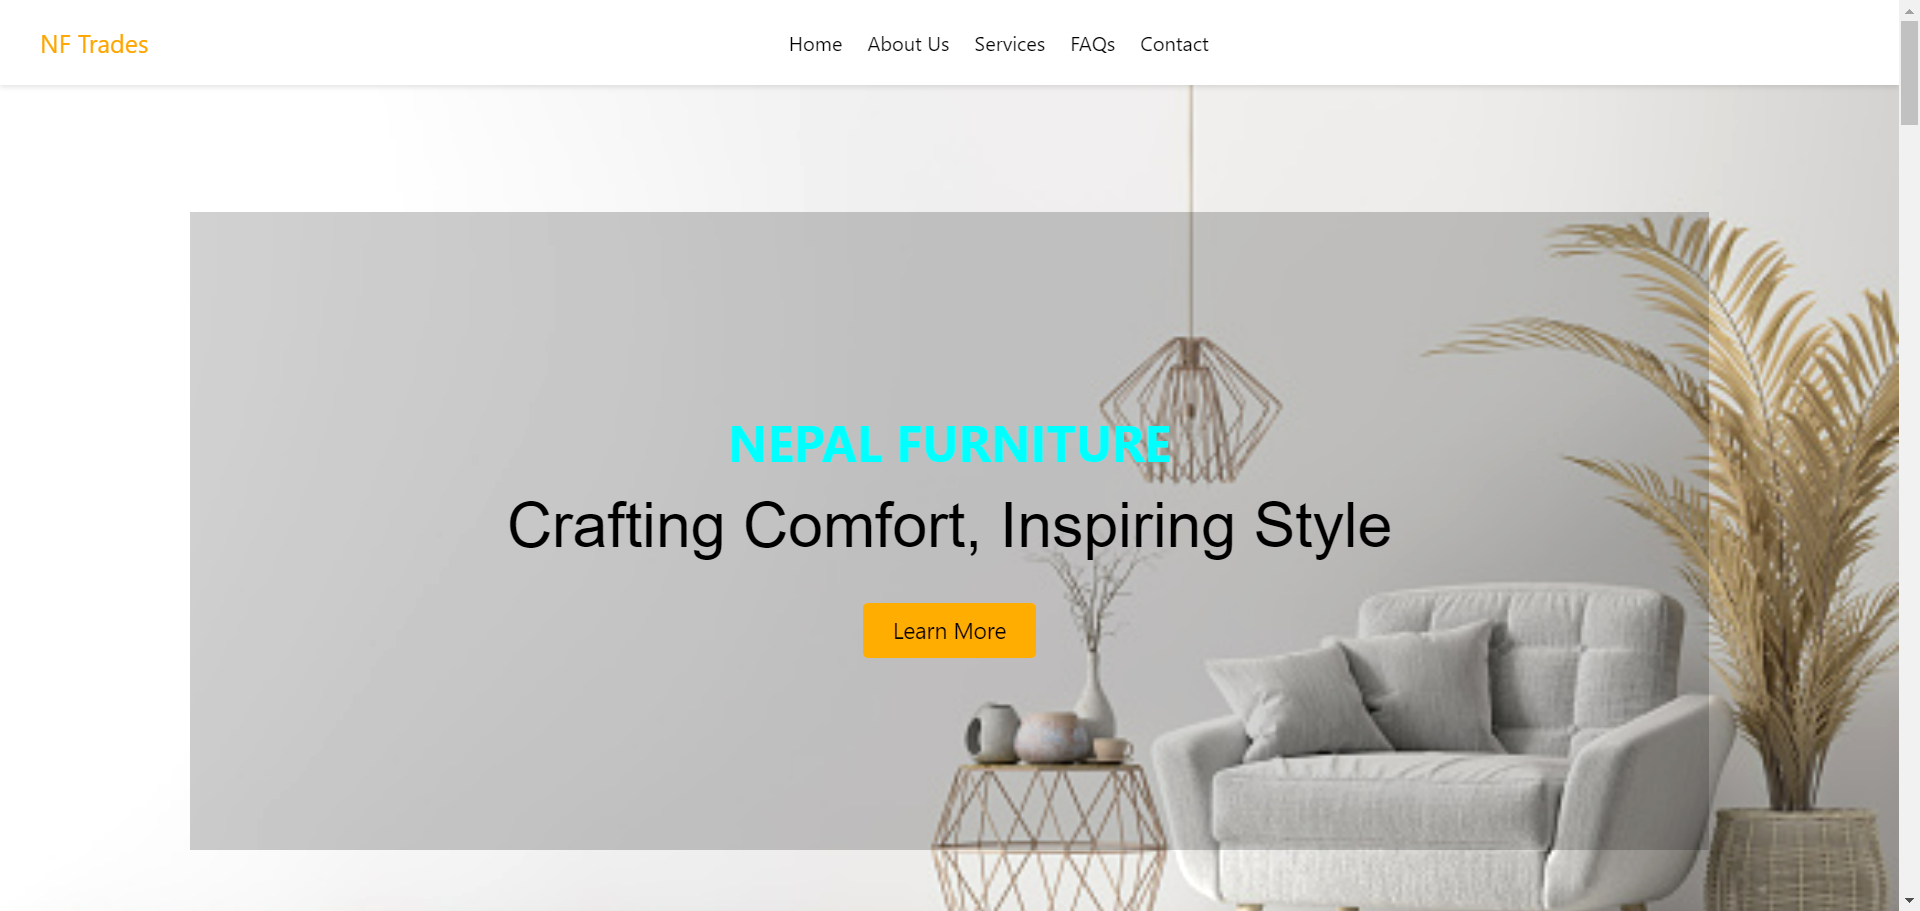 NF Trades
Home About Us Services FAQs Contact
NEPAL FURNITURE
Crafting Comfort, Inspiring Style
Learn More